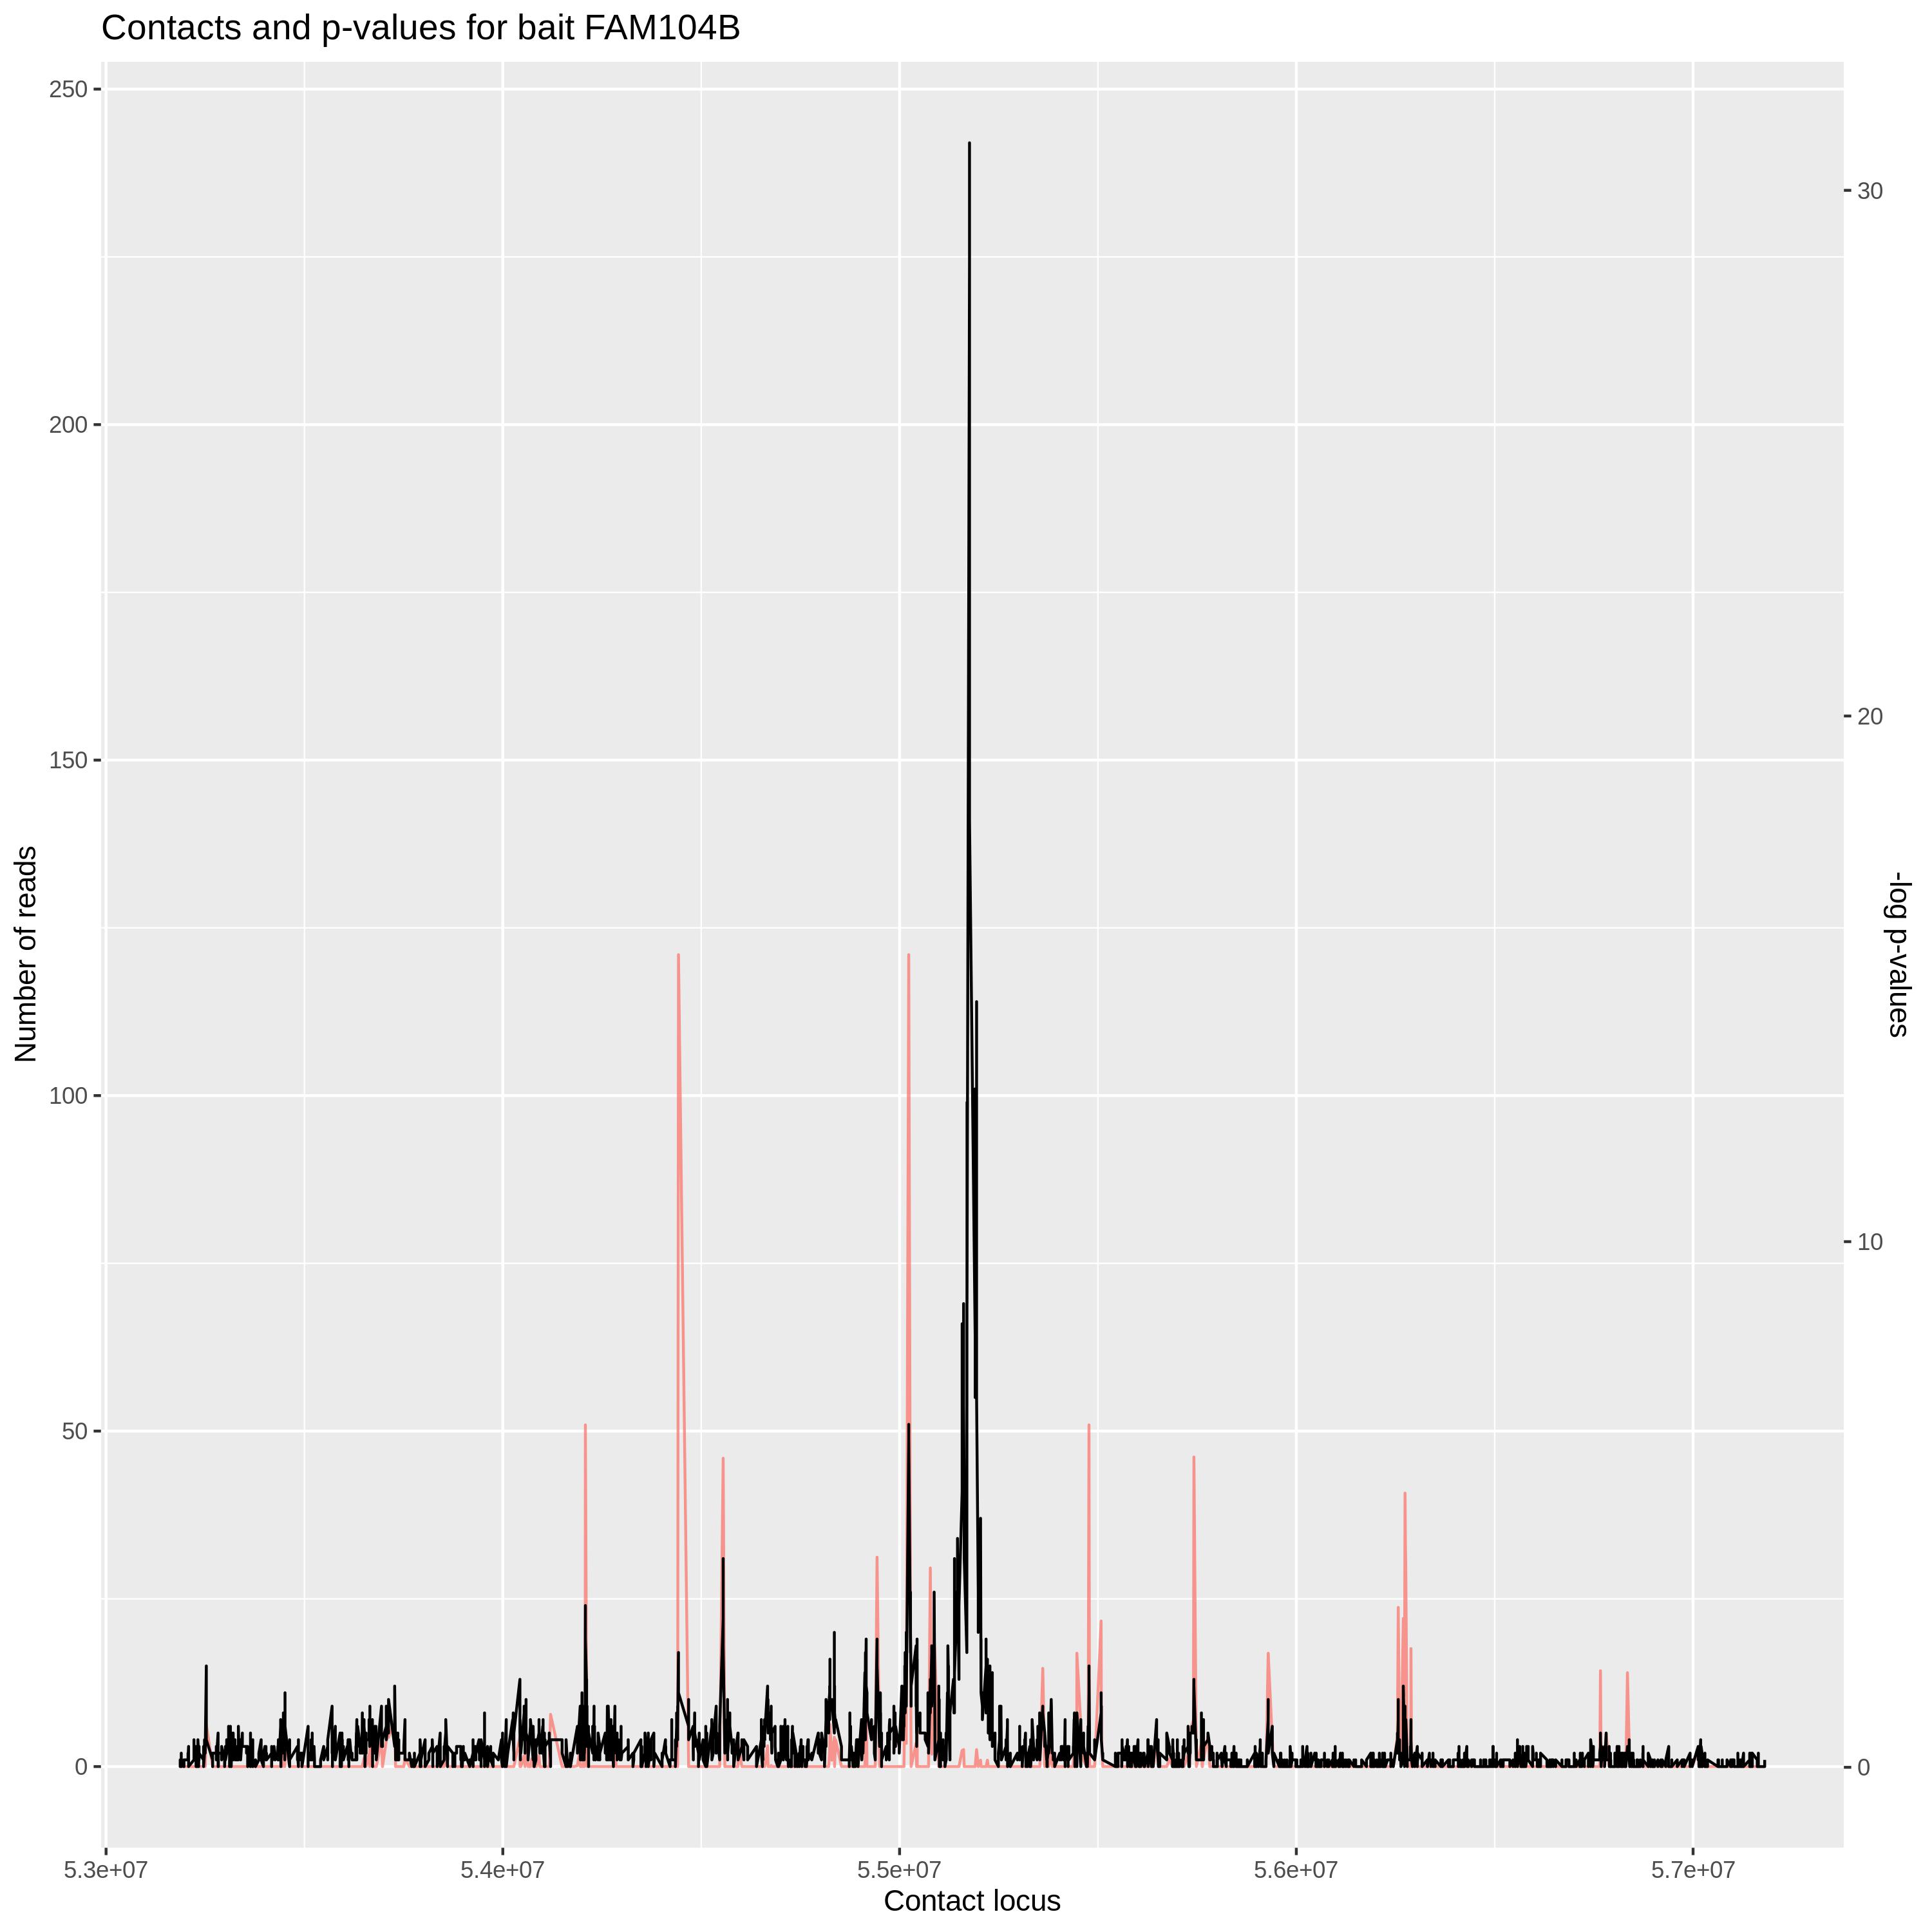 Contacts and p-values for bait FAM104B
250
200
150
100
50
0
Number of reads
30
20
10
0
-log p-values
5.3e+07
5.4e+07
5.5e+07
5.6e+07
5.7e+07
Contact locus